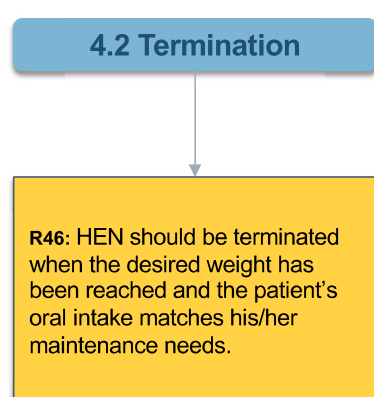 4.2 Termination
R46: HEN should be terminated
when the desired weight has
been reached and the patient’s
oral intake matches his/her
maintenance needs.